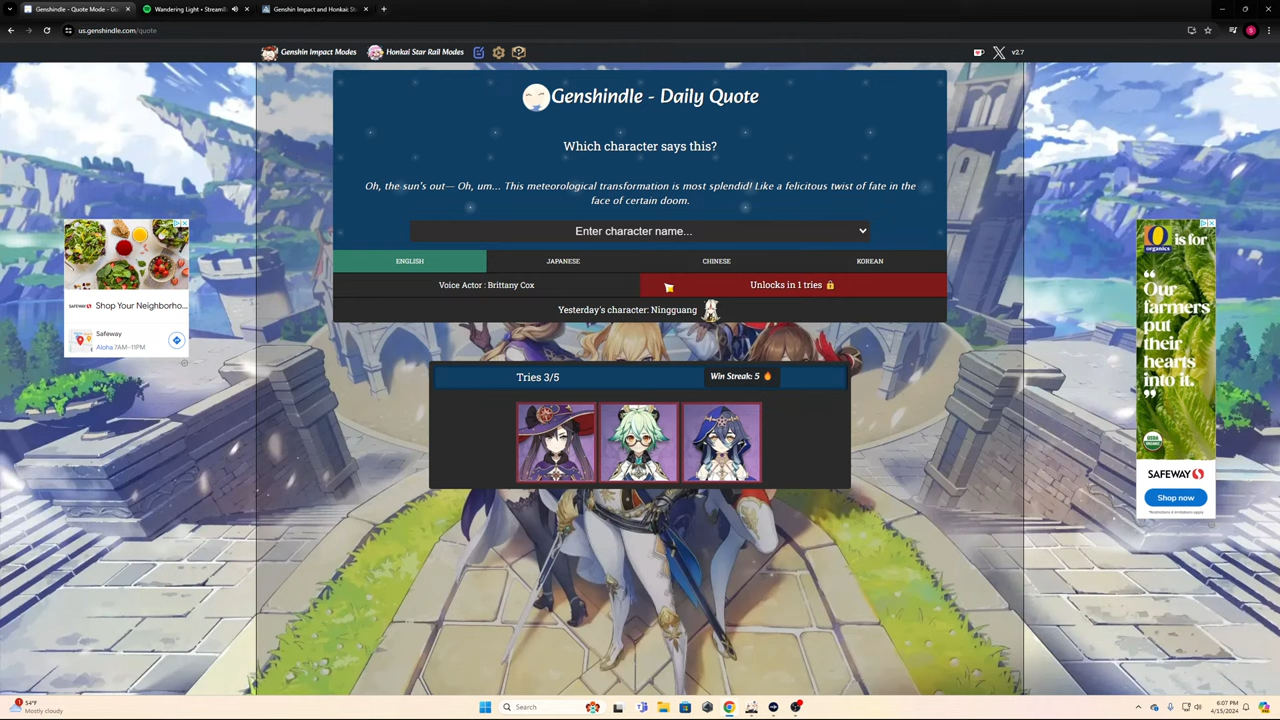 Genshindle - Quote Mode - G
Wandering Light • Stream
Genshin Impact and Honkai: St
us.genshindle.com/quote
Genshin Impact Modes
Honkai Star Rail Modes
v2.7
Genshindle - Daily Quote
Which character says this?
Oh, the sun's out— Oh, um... This meteorological transformation is most splendid! Like a felicitous twist of fate in the
face of certain doom.
Enter character name...
ENGLISH
JAPANESE
CHINESE
KOREAN
Voice Actor : Brittany Cox
Unlocks in 1 tries
Yesterday's character: Ningguang
Tries 3/5
Win Streak: 5
SAFEWAY
Shop Your Neighborho...
Safeway
Aloha 7AM–11PM
O
organics
is for
"Our
farmers
put
their
hearts
into it."
USDA
ORGANIC
SAFEWAY
Shop now
54°F
Mostly cloudy
Search
6:07 PM
4/15/2024